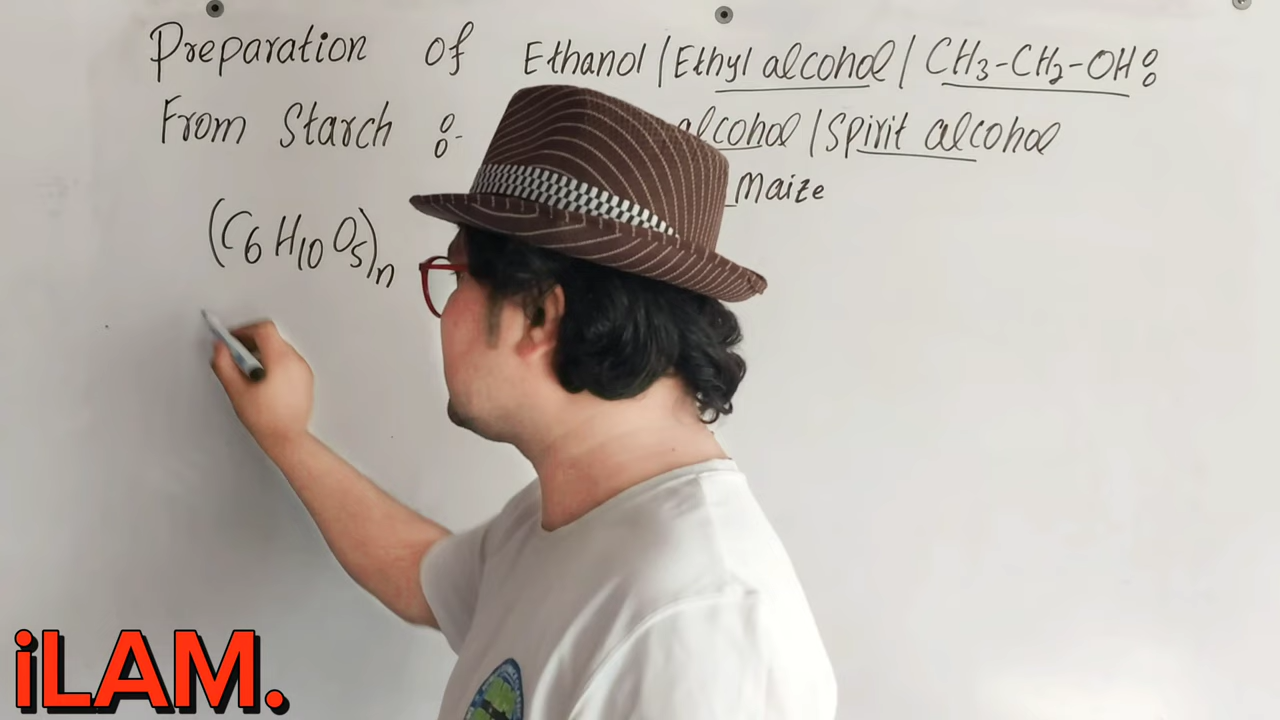 Preparation of Ethanol / Ethyl alcohol / CH₃-CH₂-OH :
From Starch :- alcohol / Spirit alcohol
Maize
(C₆H₁₀O₅)ₙ
iLAM.